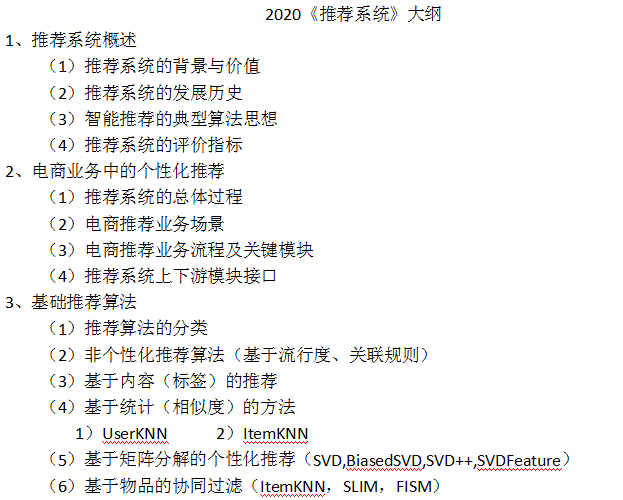 2020《推荐系统》大纲
1、推荐系统概述
（1）推荐系统的背景与价值
（2）推荐系统的发展历史
（3）智能推荐的典型算法思想
（4）推荐系统的评价指标
2、电商业务中的个性化推荐
（1）推荐系统的总体过程
（2）电商推荐业务场景
（3）电商推荐业务流程及关键模块
（4）推荐系统上下游模块接口
3、基础推荐算法
（1）推荐算法的分类
（2）非个性化推荐算法（基于流行度、关联规则）
（3）基于内容（标签）的推荐
（4）基于统计（相似度）的方法
1）UserKNN 2）ItemKNN
（5）基于矩阵分解的个性化推荐（SVD,BiasedSVD,SVD++,SVDFeature）
（6）基于物品的协同过滤（ItemKNN，SLIM，FISM）